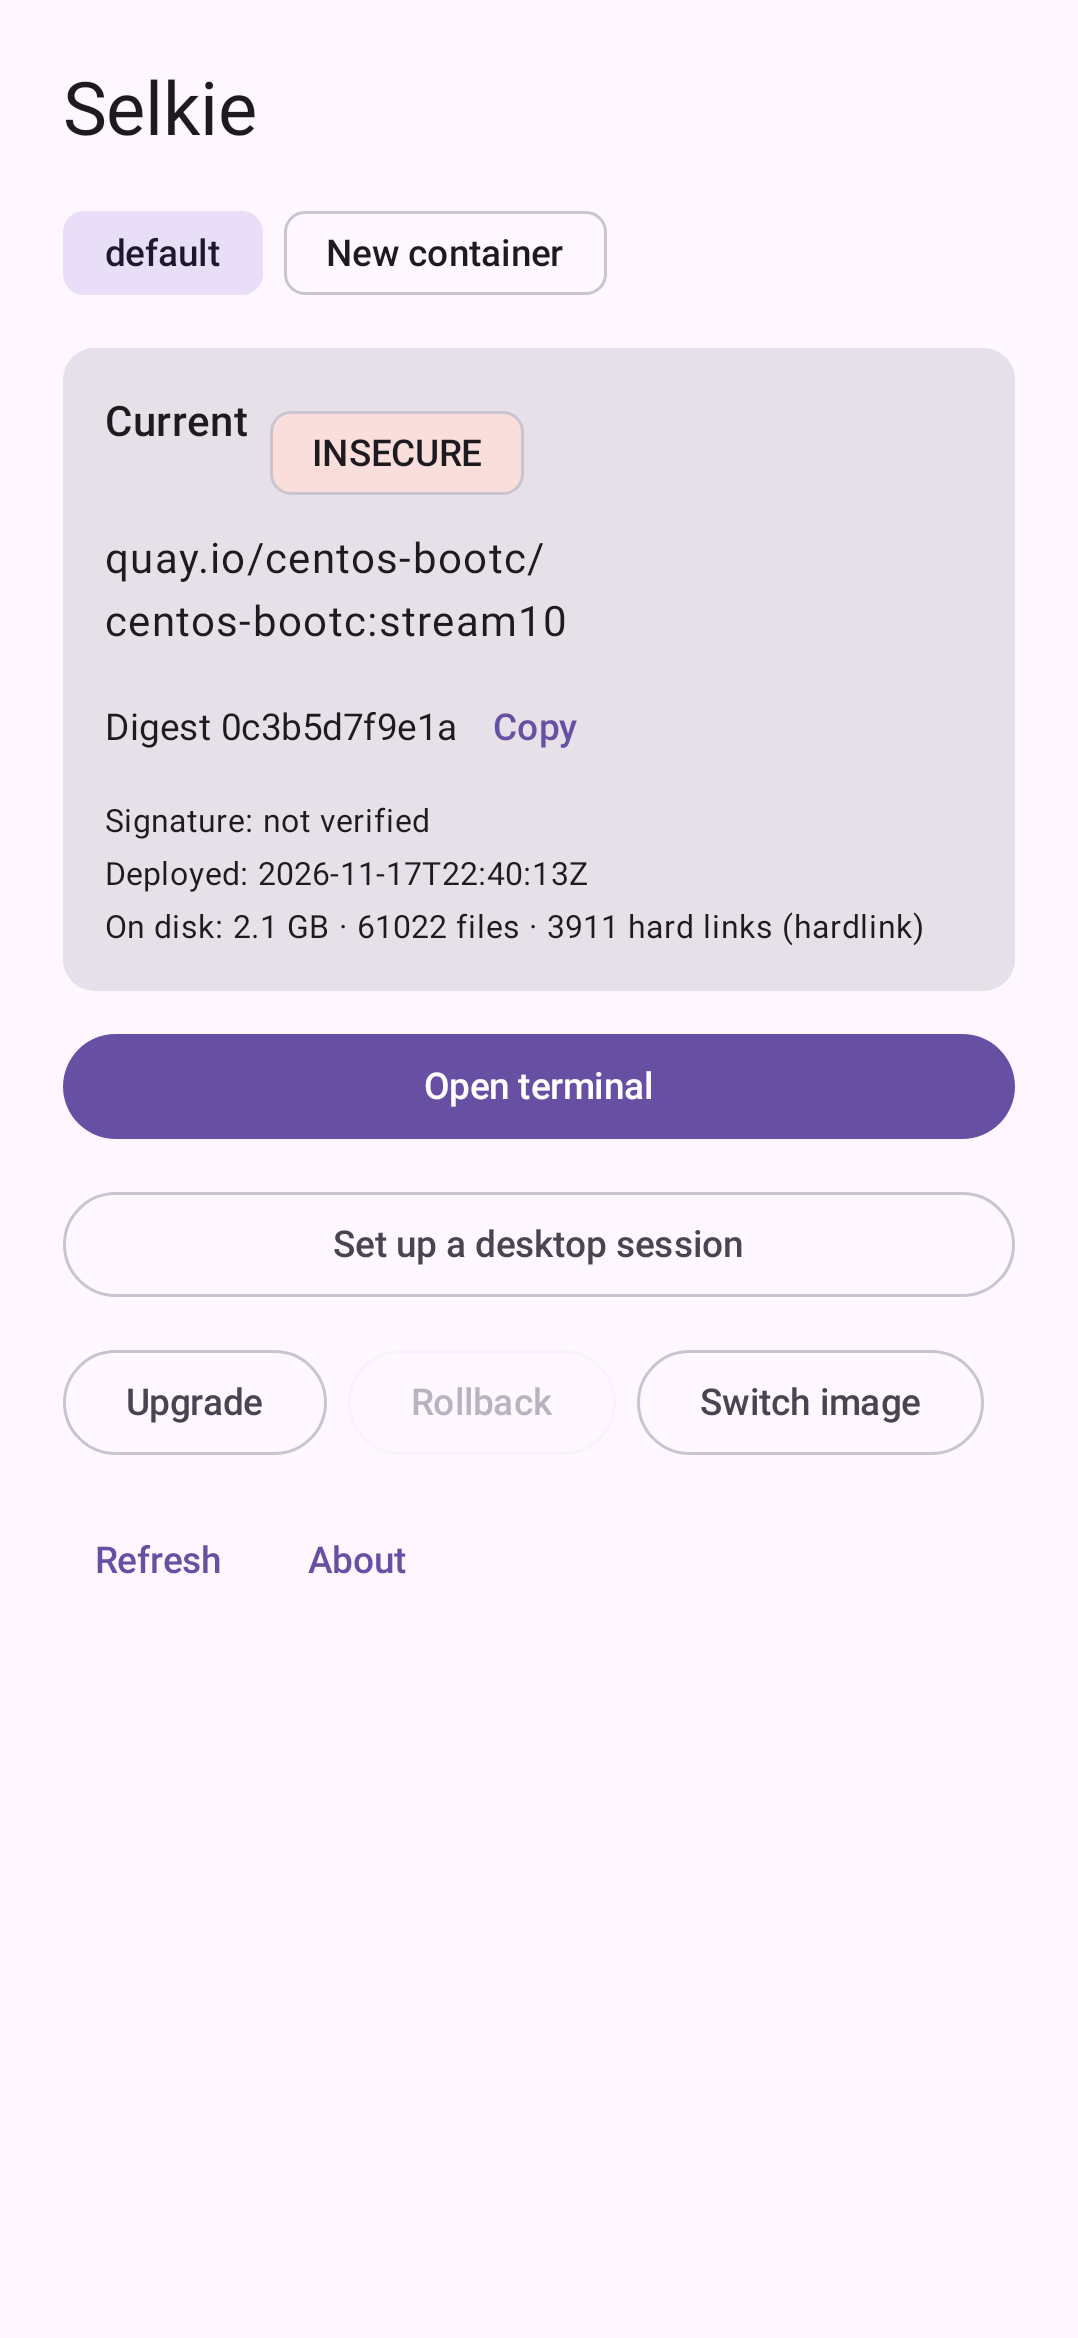 Selkie
default
New container
Current
INSECURE
quay.io/centos-bootc/
centos-bootc:stream10
Digest 0c3b5d7f9e1a Copy
Signature: not verified
Deployed: 2026-11-17T22:40:13Z
On disk: 2.1 GB · 61022 files · 3911 hard links (hardlink)
Open terminal
Set up a desktop session
Upgrade
Rollback
Switch image
Refresh
About